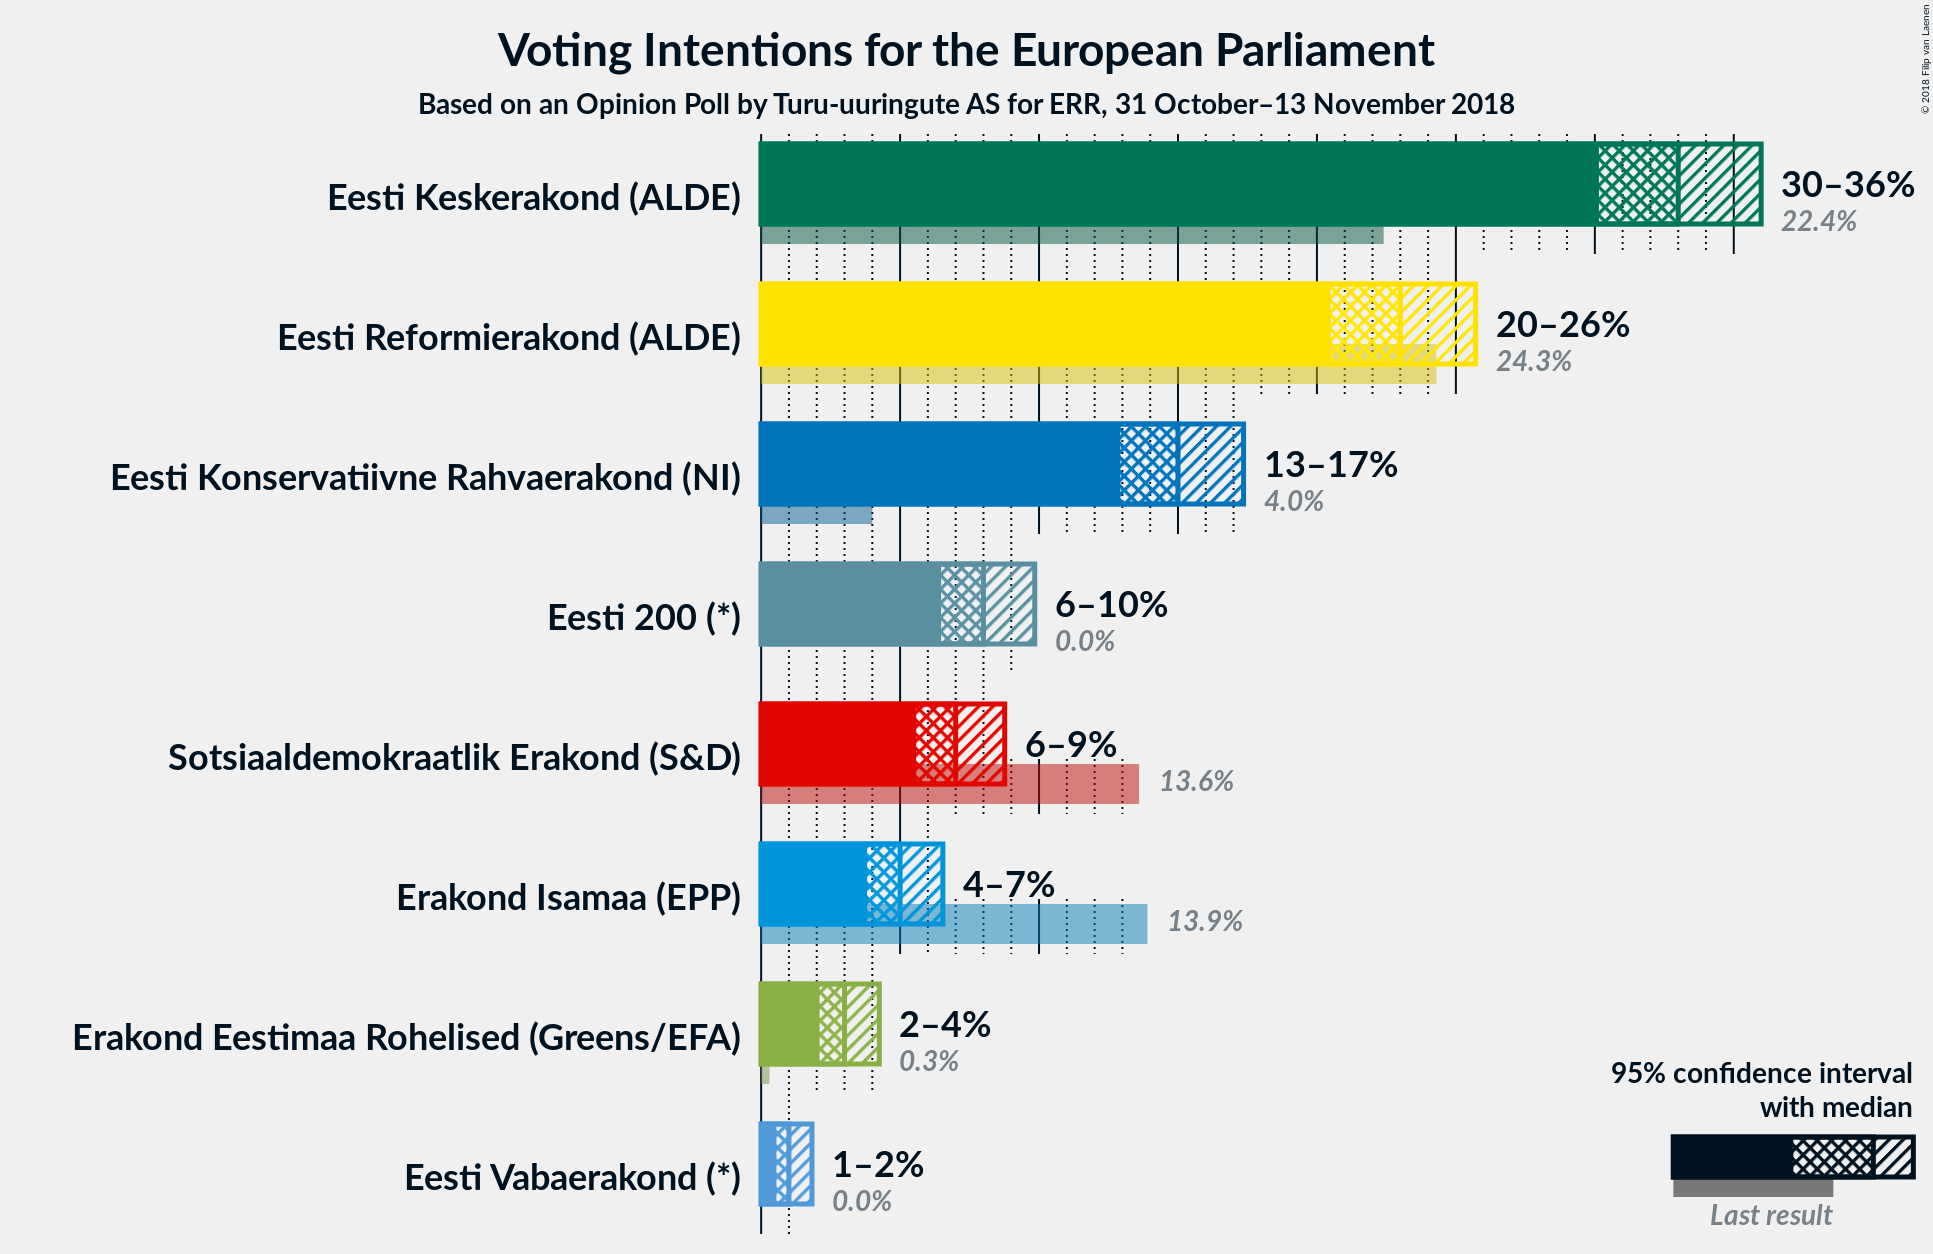 Voting Intentions for the European Parliament
Based on an Opinion Poll by Turu-uuringute AS for ERR, 31 October–13 November 2018
© 2018 Filip van Laenen
Eesti Keskerakond (ALDE)
30–36%
22.4%
Eesti Reformierakond (ALDE)
20–26%
24.3%
Eesti Konservatiivne Rahvaerakond (NI)
13–17%
4.0%
Eesti 200 (*)
6–10%
0.0%
Sotsiaaldemokraatlik Erakond (S&D)
6–9%
13.6%
Erakond Isamaa (EPP)
4–7%
13.9%
Erakond Eestimaa Rohelised (Greens/EFA)
2–4%
0.3%
Eesti Vabaerakond (*)
1–2%
0.0%
95% confidence interval
with median
Last result